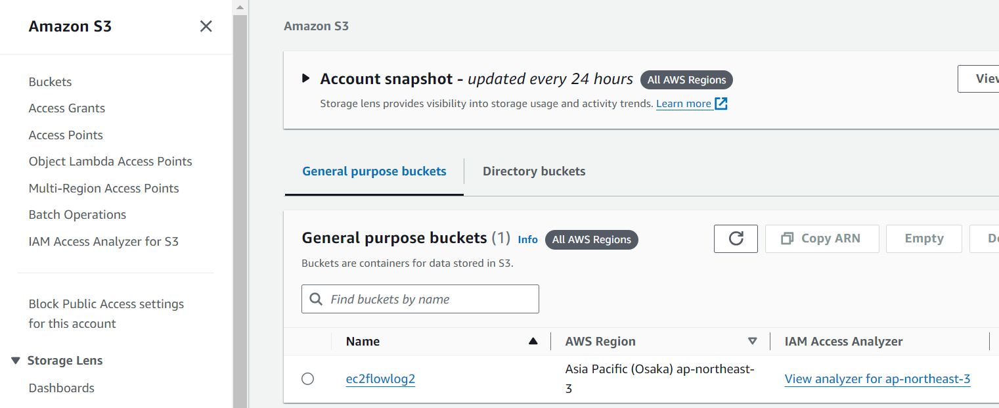 Amazon S3
Buckets
Access Grants
Access Points
Object Lambda Access Points
Multi-Region Access Points
Batch Operations
IAM Access Analyzer for S3
Block Public Access settings
for this account
Storage Lens
Dashboards
Amazon S3
Account snapshot - updated every 24 hours All AWS Regions
Storage lens provides visibility into storage usage and activity trends. Learn more
View
General purpose buckets Directory buckets
General purpose buckets (1) Info All AWS Regions
Buckets are containers for data stored in S3.
Copy ARN Empty
Find buckets by name
Name AWS Region IAM Access Analyzer
ec2flowlog2
Asia Pacific (Osaka) ap-northeast-
3
View analyzer for ap-northeast-3